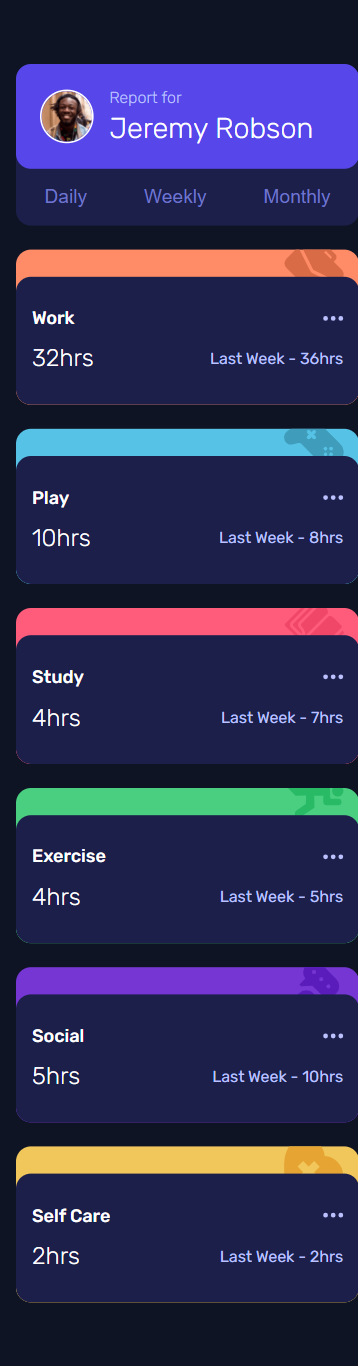 Report for
Jeremy Robson
Daily Weekly Monthly
Work
32hrs Last Week - 36hrs
Play
10hrs Last Week - 8hrs
Study
4hrs Last Week - 7hrs
Exercise
4hrs Last Week - 5hrs
Social
5hrs Last Week - 10hrs
Self Care
2hrs Last Week - 2hrs